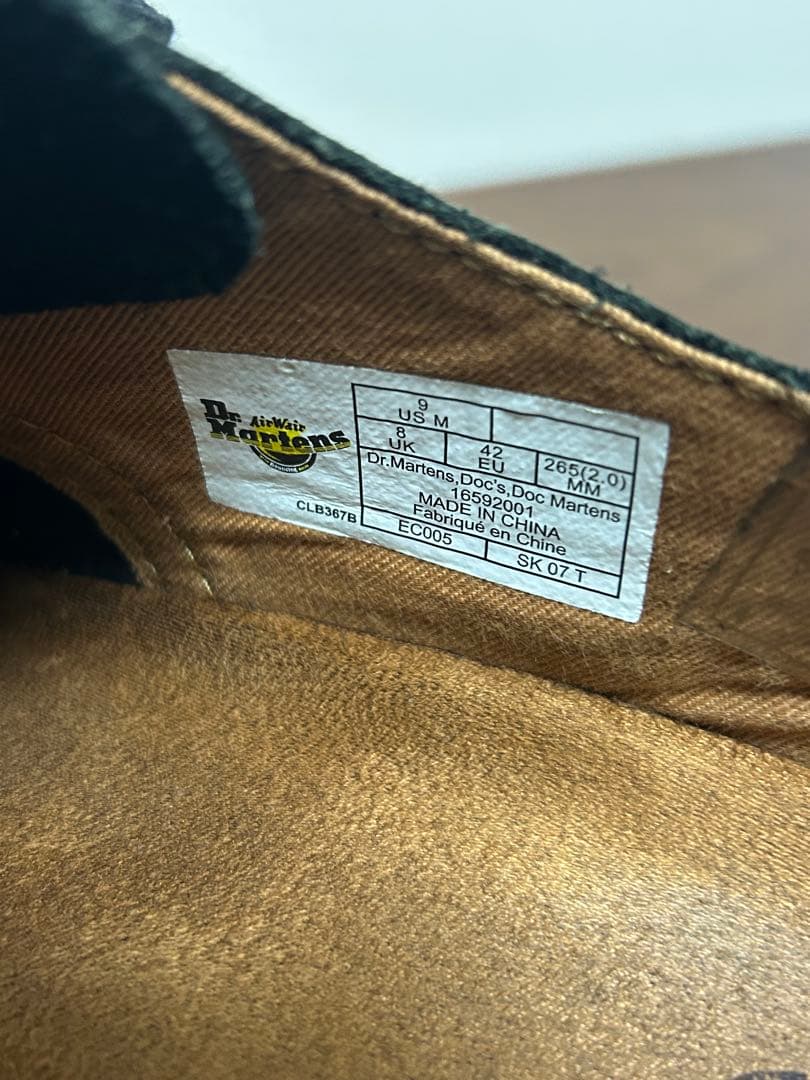 Dr. AirWair
Martens
CLB367B
9
US M
8
UK
42
EU
265(2.0)
MM
Dr.Martens,Doc's,Doc Martens
16592001
MADE IN CHINA
Fabriqué en Chine
EC005
SK 07 T